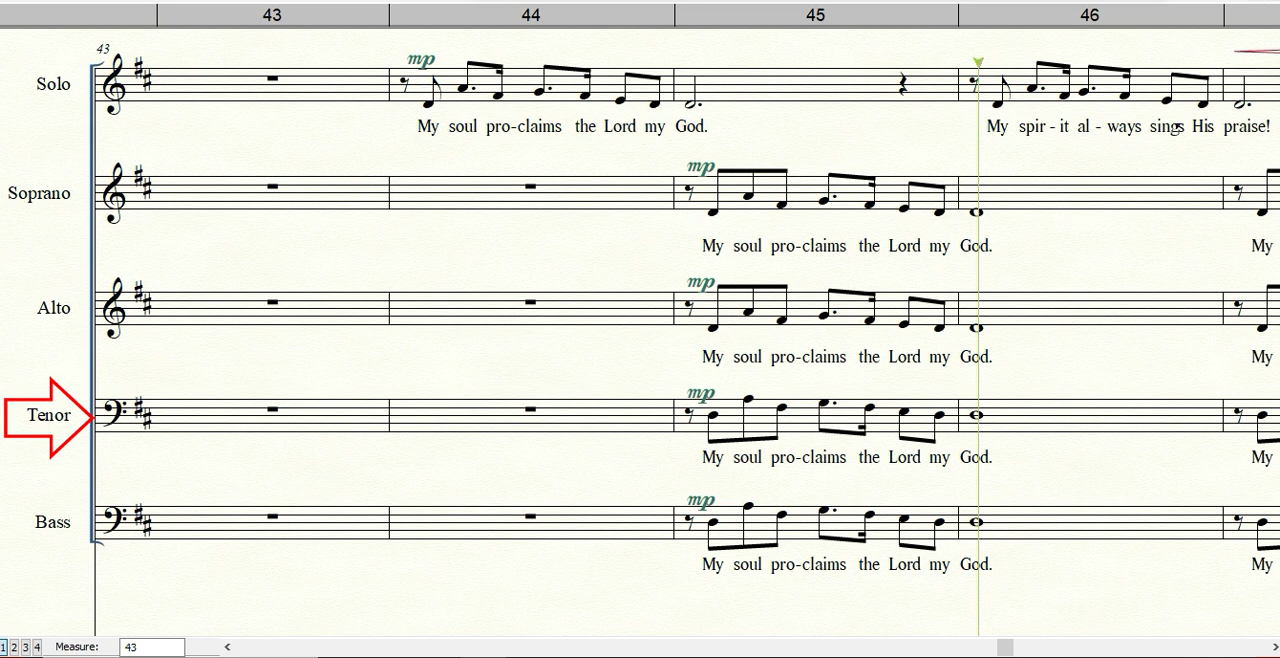 43 44 45 46
43
mp
Solo
My soul pro-claims the Lord my God. My spir-it al-ways sings His praise!
mp
Soprano
My soul pro-claims the Lord my God. My
mp
Alto
My soul pro-claims the Lord my God. My
mp
Tenor
My soul pro-claims the Lord my God. My
mp
Bass
My soul pro-claims the Lord my God. My
1 2 3 4 Measure: 43